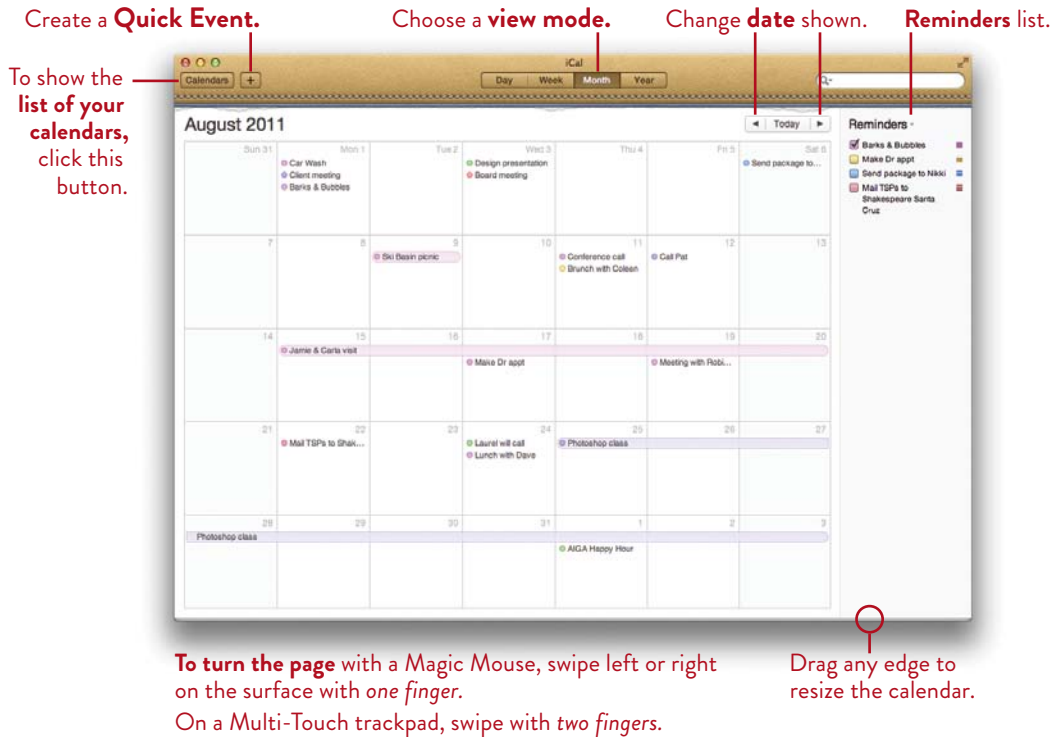 Create a Quick Event.
Choose a view mode.
Change date shown.
Reminders list.
To show the
list of your
calendars,
click this
button.
iCal
Calendars
+
Day Week Month Year
August 2011
Today
Sun 31 Mon 1 Tue 2 Wed 3 Thu 4 Fri 5 Sat 6
Car Wash
Client meeting
Barks & Bubbles
Design presentation
Board meeting
Send package to...
7 8 9 10 11 12 13
Ski Basin picnic
Conference call
Brunch with Coleen
Call Pat
14 15 16 17 18 19 20
Jamie & Carla visit
Make Dr appt
Meeting with Robi...
21 22 23 24 25 26 27
Mail TSPs to Shak...
Laurel will call
Lunch with Dave
Photoshop class
28 29 30 31 1 2 3
Photoshop class
AIGA Happy Hour
Reminders
Barks & Bubbles
Make Dr appt
Send package to Nikki
Mail TSPs to
Shakespeare Santa
Cruz
To turn the page with a Magic Mouse, swipe left or right
on the surface with one finger.
On a Multi-Touch trackpad, swipe with two fingers.
Drag any edge to
resize the calendar.